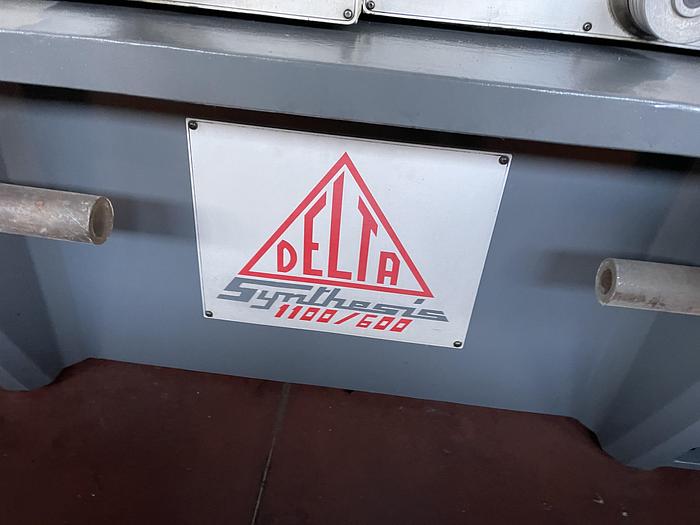 DELTA
Synthesis
1100/600